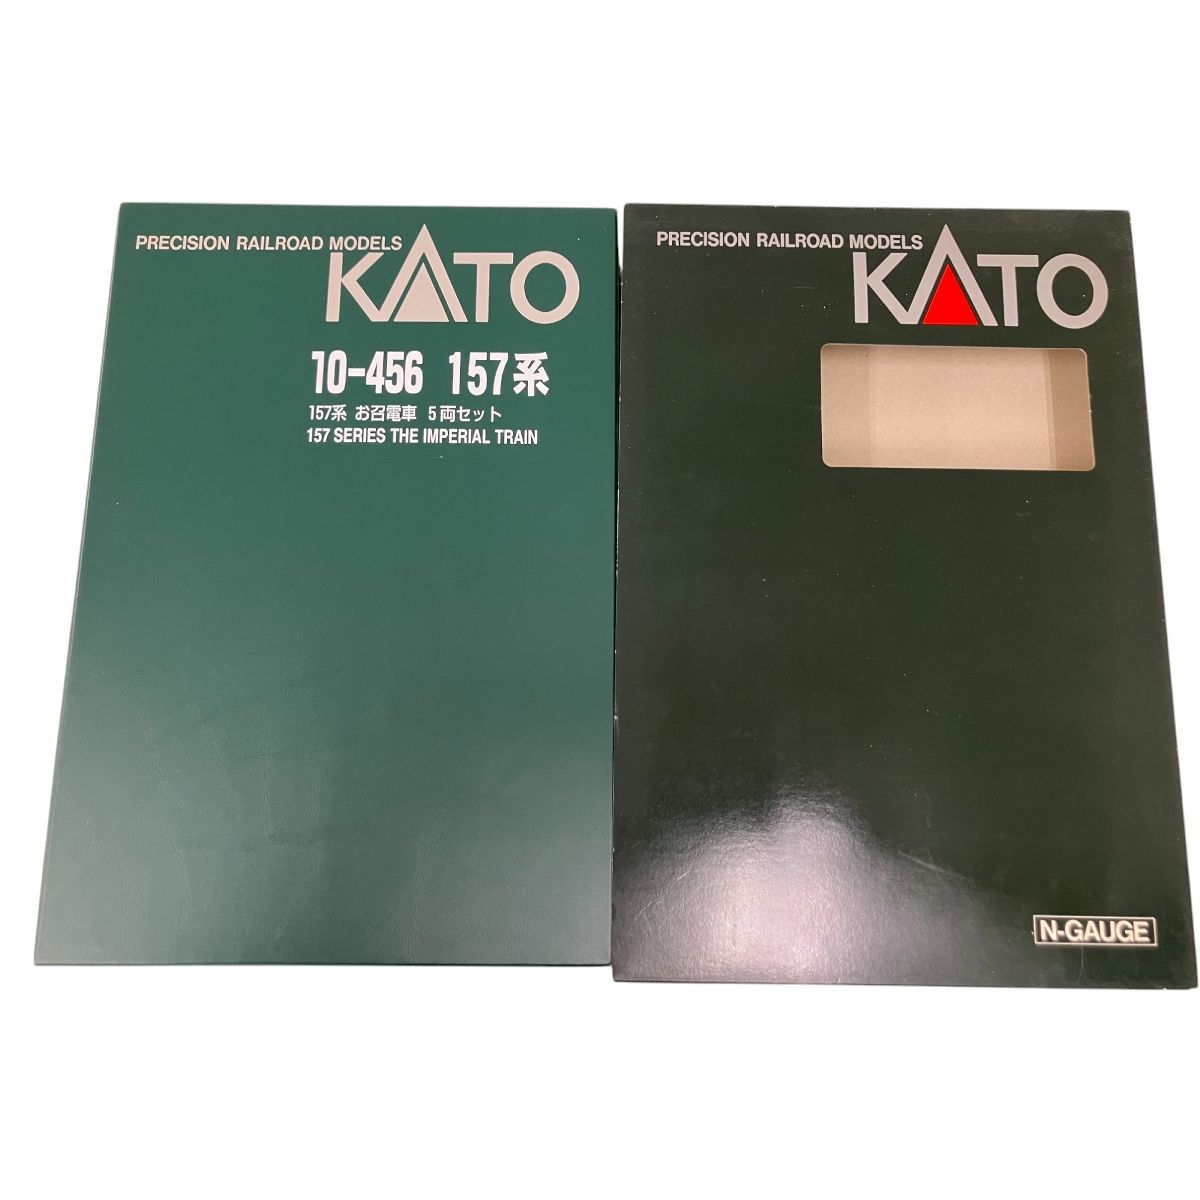 PRECISION RAILROAD MODELS
KATO
10-456 157系
157系 お召電車 5両セット
157 SERIES THE IMPERIAL TRAIN
PRECISION RAILROAD MODELS
KATO
N-GAUGE